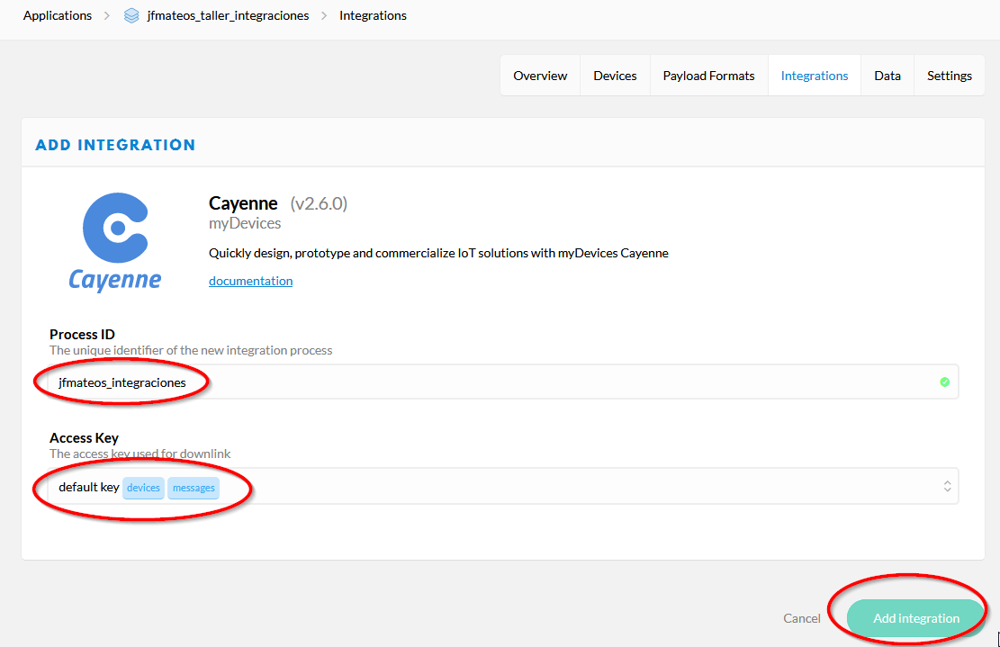 Applications > jfmateos_taller_integraciones > Integrations
Overview Devices Payload Formats Integrations Data Settings
ADD INTEGRATION
Cayenne
Cayenne (v2.6.0)
myDevices
Quickly design, prototype and commercialize IoT solutions with myDevices Cayenne
documentation
Process ID
The unique identifier of the new integration process
jfmateos_integraciones
Access Key
The access key used for downlink
default key devices messages
Cancel Add integration